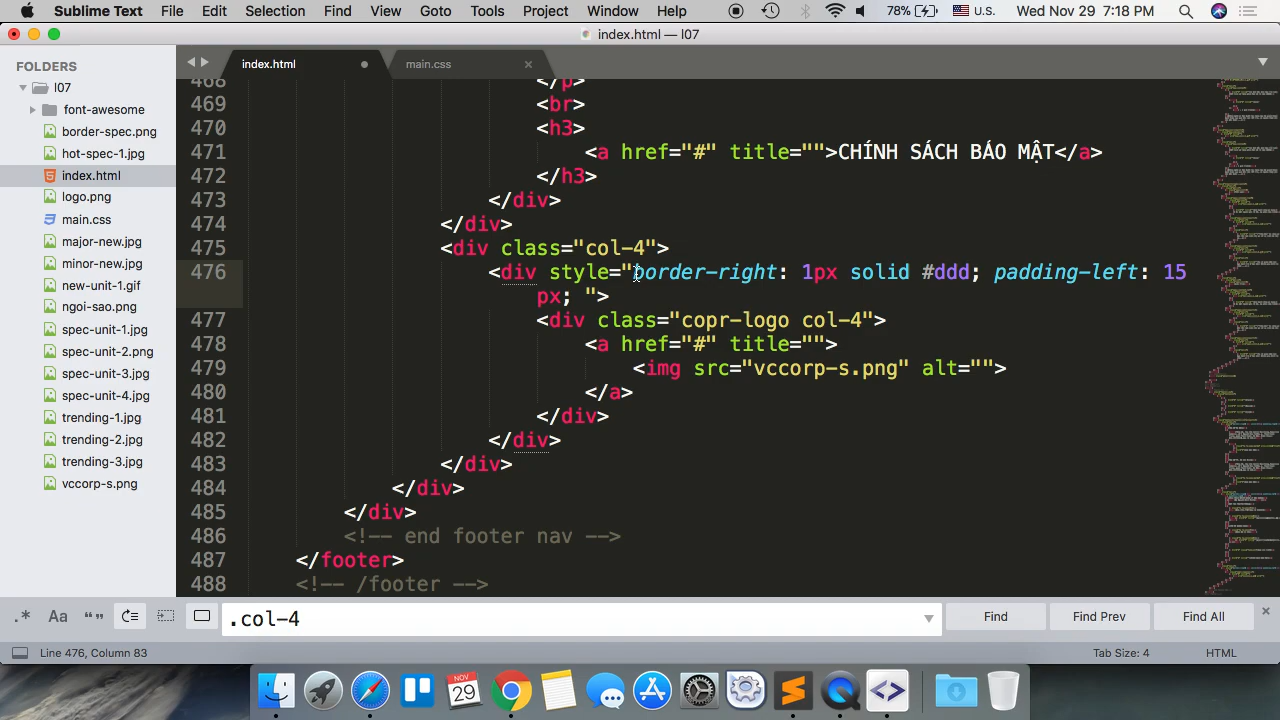 Sublime Text File Edit Selection Find View Goto Tools Project Window Help 78% U.S. Wed Nov 29 7:18 PM
index.html — l07
FOLDERS
l07
font-awesome
border-spec.png
hot-spec-1.jpg
index.html
logo.png
main.css
major-new.jpg
minor-new.jpg
new-unit-1.gif
ngoi-sao.png
spec-unit-1.jpg
spec-unit-2.png
spec-unit-3.jpg
spec-unit-4.jpg
trending-1.jpg
trending-2.jpg
trending-3.jpg
vccorp-s.png
index.html main.css
468 </p>
469 <br>
470 <h3>
471 <a href="#" title="">CHÍNH SÁCH BÁO MẬT</a>
472 </h3>
473 </div>
474 </div>
475 <div class="col-4">
476 <div style="border-right: 1px solid #ddd; padding-left: 15
px; ">
477 <div class="copr-logo col-4">
478 <a href="#" title="">
479 <img src="vccorp-s.png" alt="">
480 </a>
481 </div>
482 </div>
483 </div>
484 </div>
485 </div>
486 <!-- end footer nav -->
487 </footer>
488 <!-- /footer -->
.* Aa .col-4 Find Find Prev Find All
Line 476, Column 83 Tab Size: 4 HTML
NOV
29